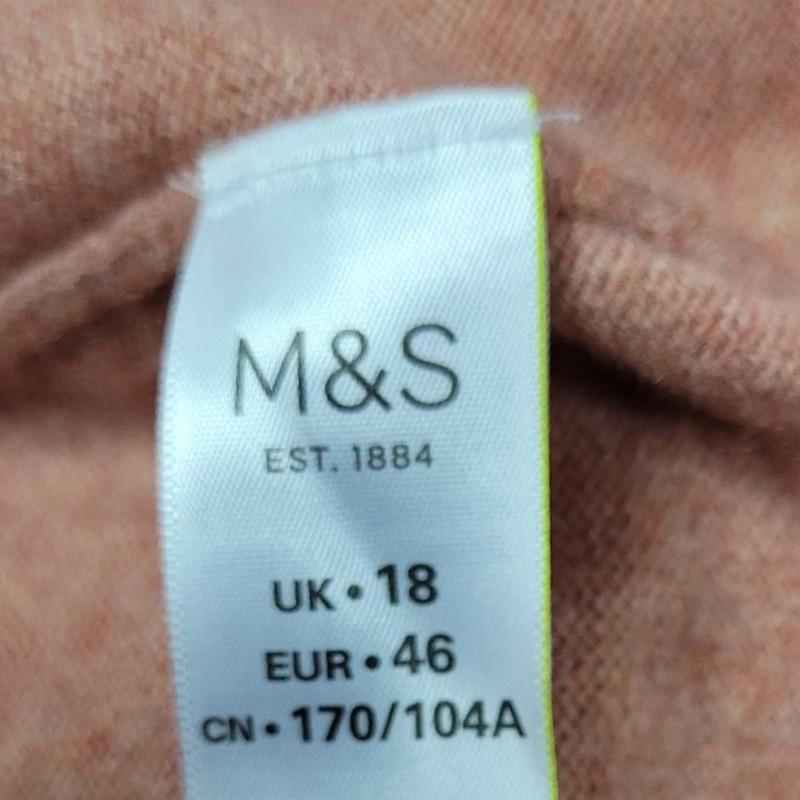 M&S
EST. 1884
UK • 18
EUR • 46
CN • 170/104A